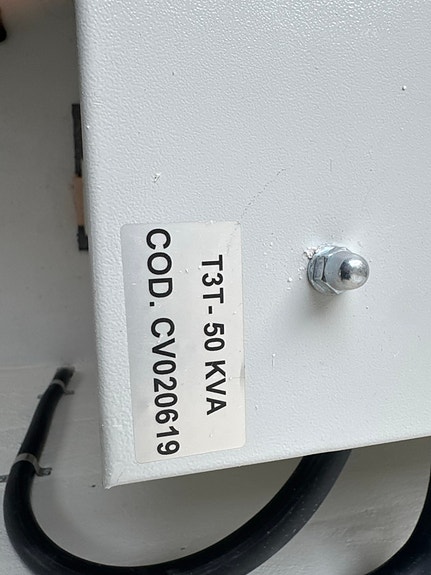 T3T- 50 KVA
COD. CV020619